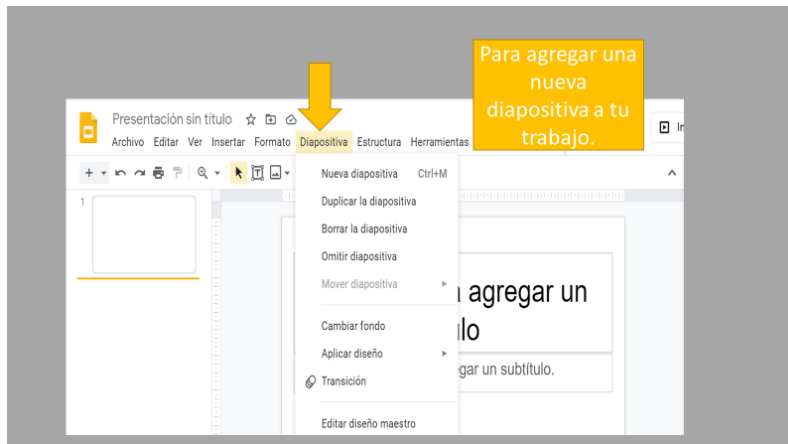 Para agregar una
nueva
diapositiva a tu
trabajo.
Presentación sin título
Archivo Editar Ver Insertar Formato Diapositiva Estructura Herramientas
Nueva diapositiva Ctrl+M
1
Duplicar la diapositiva
Borrar la diapositiva
Omitir diapositiva
Mover diapositiva
agregar un
Cambiar fondo
Aplicar diseño
un subtítulo.
Transición
Editar diseño maestro